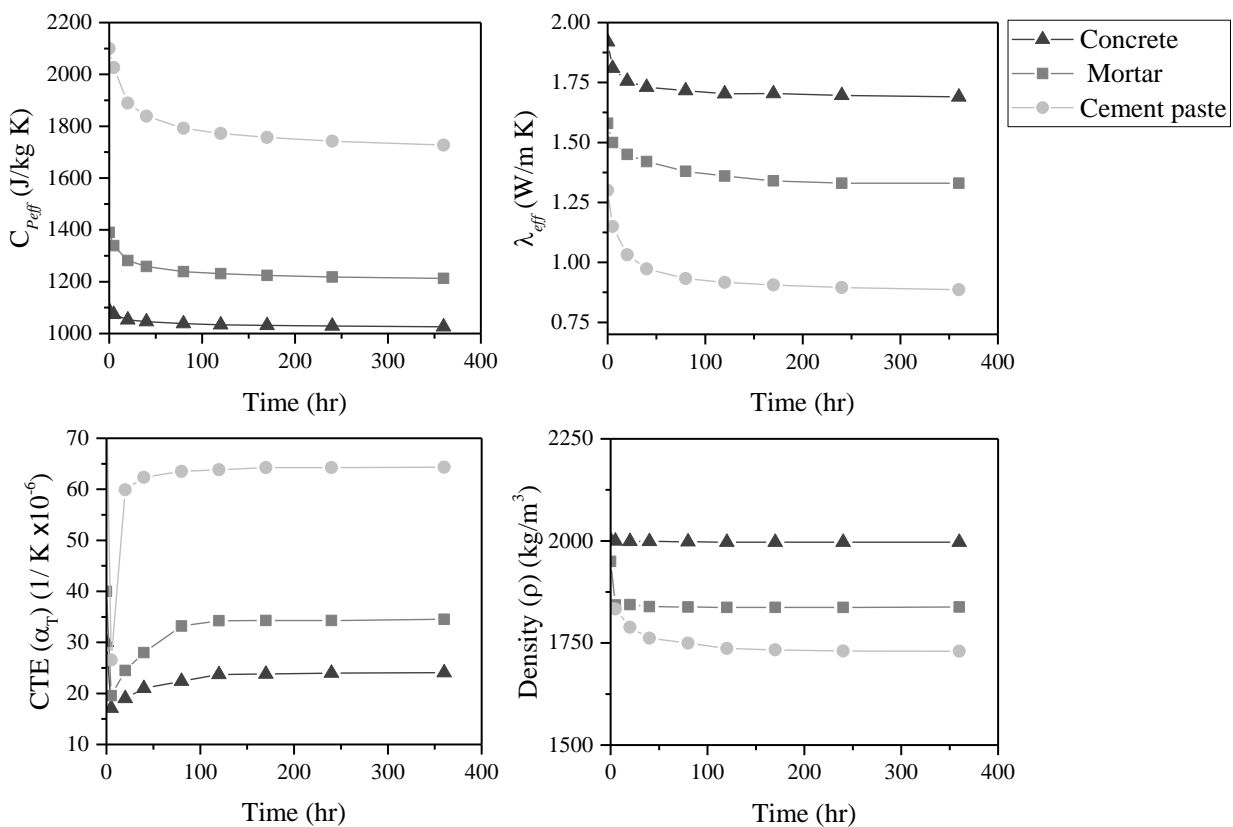 2200
2000
1800
1600
1400
1200
1000
0 100 200 300 400
C_Peff (J/kg K)
Time (hr)
2.00
1.75
1.50
1.25
1.00
0.75
0 100 200 300 400
λ_eff (W/m K)
Time (hr)
Concrete
Mortar
Cement paste
70
60
50
40
30
20
10
0 100 200 300 400
CTE (α_T) (1/ K x10^-6)
Time (hr)
2250
2000
1750
1500
0 100 200 300 400
Density (ρ) (kg/m^3)
Time (hr)